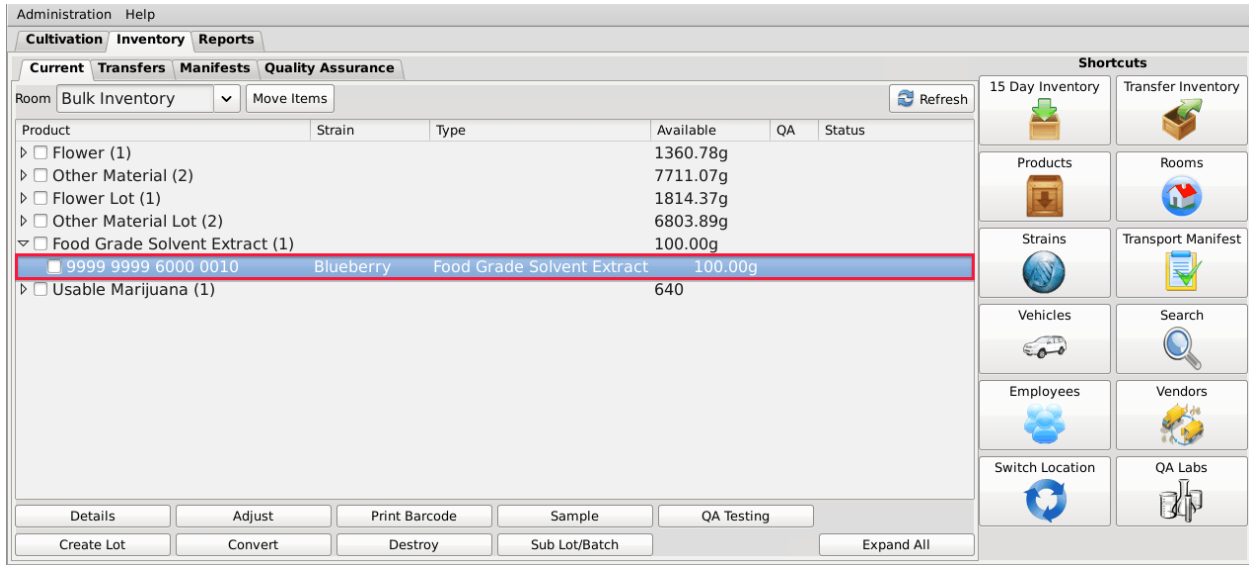 Administration Help
Cultivation Inventory Reports
Current Transfers Manifests Quality Assurance
Room Bulk Inventory Move Items Refresh
Product Strain Type Available QA Status
Flower (1) 1360.78g
Other Material (2) 7711.07g
Flower Lot (1) 1814.37g
Other Material Lot (2) 6803.89g
Food Grade Solvent Extract (1) 100.00g
9999 9999 6000 0010 Blueberry Food Grade Solvent Extract 100.00g
Usable Marijuana (1) 640
Details Adjust Print Barcode Sample QA Testing
Create Lot Convert Destroy Sub Lot/Batch Expand All
Shortcuts
15 Day Inventory Transfer Inventory
Products Rooms
Strains Transport Manifest
Vehicles Search
Employees Vendors
Switch Location QA Labs